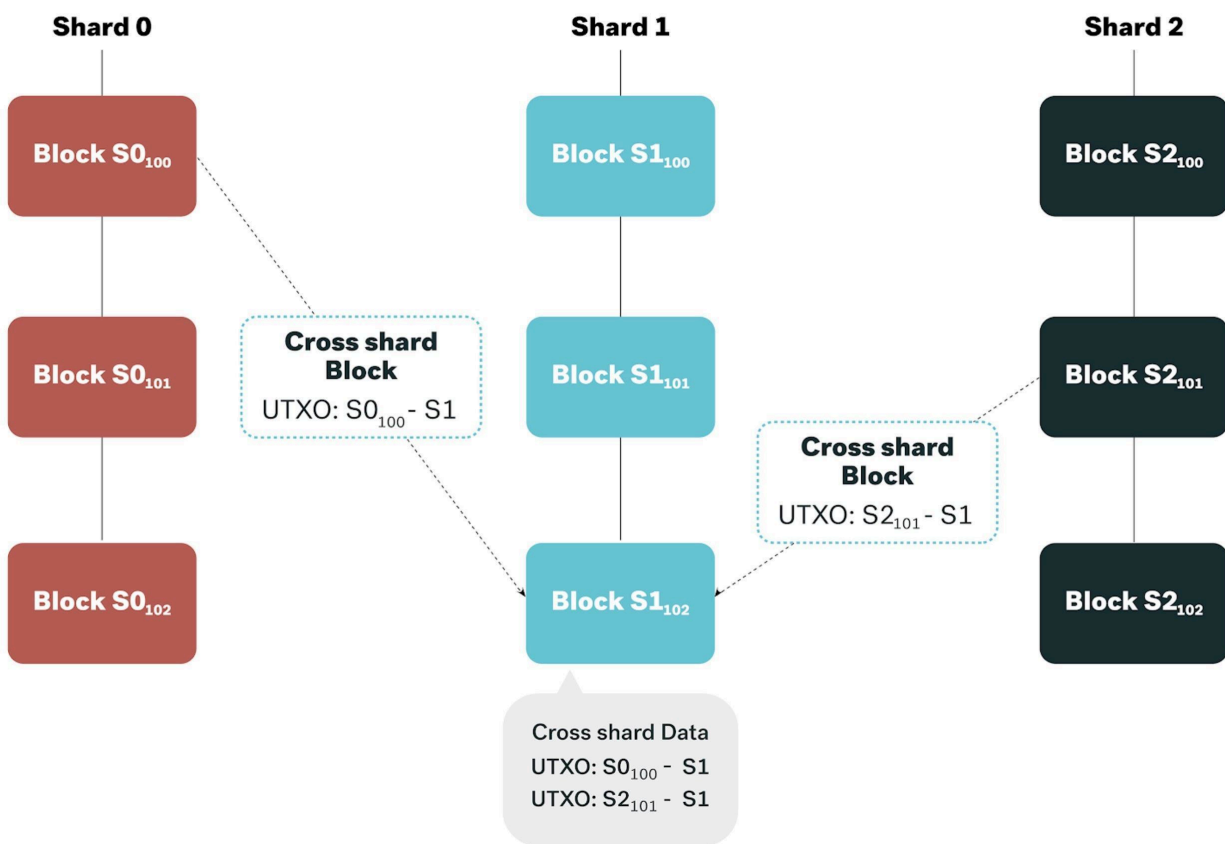 Shard 0
Shard 1
Shard 2
Block S0₁₀₀
Block S1₁₀₀
Block S2₁₀₀
Block S0₁₀₁
Cross shard
Block
UTXO: S0₁₀₀ - S1
Block S1₁₀₁
Block S2₁₀₁
Cross shard
Block
UTXO: S2₁₀₁ - S1
Block S0₁₀₂
Block S1₁₀₂
Block S2₁₀₂
Cross shard Data
UTXO: S0₁₀₀ - S1
UTXO: S2₁₀₁ - S1